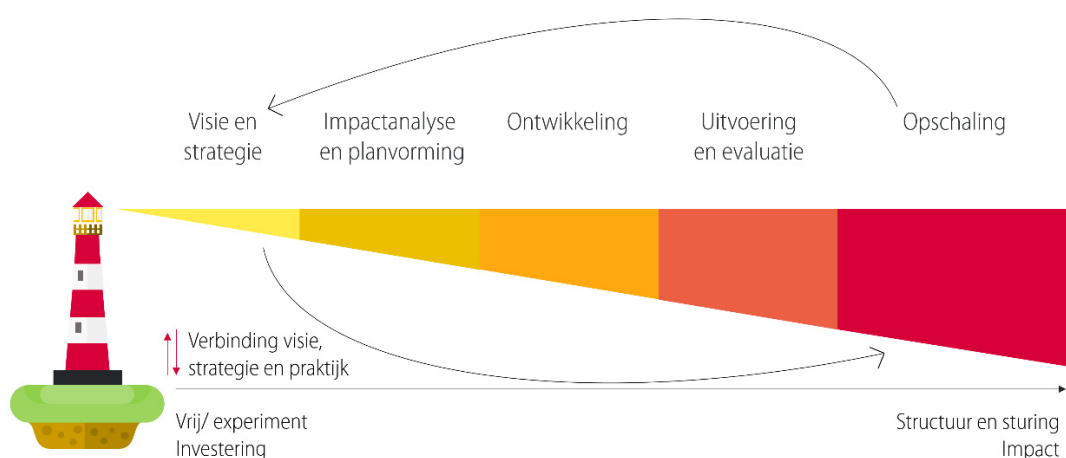 Visie en
strategie
Impactanalyse
en planvorming
Ontwikkeling
Uitvoering
en evaluatie
Opschaling
Verbinding visie,
strategie en praktijk
Vrij/ experiment
Investering
Structuur en sturing
Impact